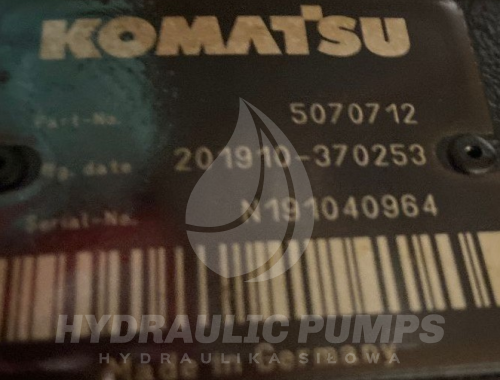 KOMATSU
Part-No. 5070712
date 201910-370253
Serial-No. N191040964
HYDRAULIC PUMPS
HYDRAULIKA SIŁOWA